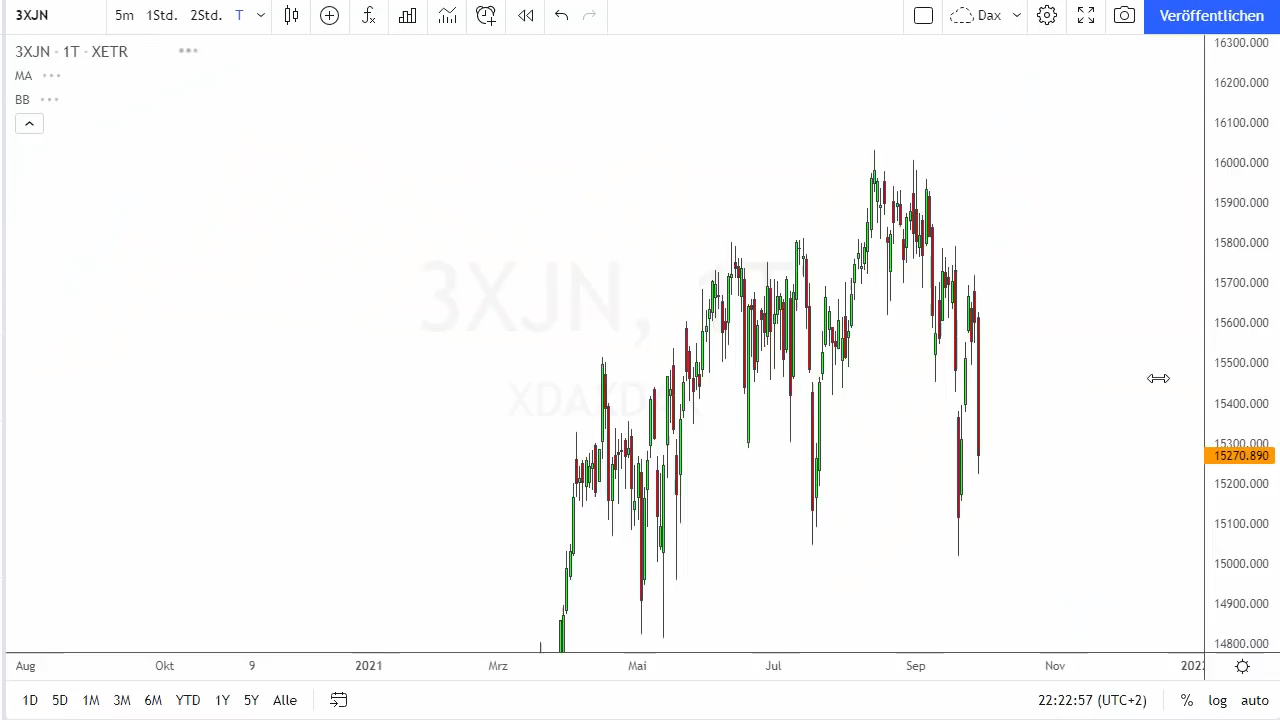 3XJN 5m 1Std. 2Std. T Dax Veröffentlichen
3XJN · 1T · XETR
MA
BB
3XJN, 1T
XDAXDAX
16300.000
16200.000
16100.000
16000.000
15900.000
15800.000
15700.000
15600.000
15500.000
15400.000
15300.000
15270.890
15200.000
15100.000
15000.000
14900.000
14800.000
Aug Okt 9 2021 Mrz Mai Jul Sep Nov 202
1D 5D 1M 3M 6M YTD 1Y 5Y Alle 22:22:57 (UTC+2) % log auto